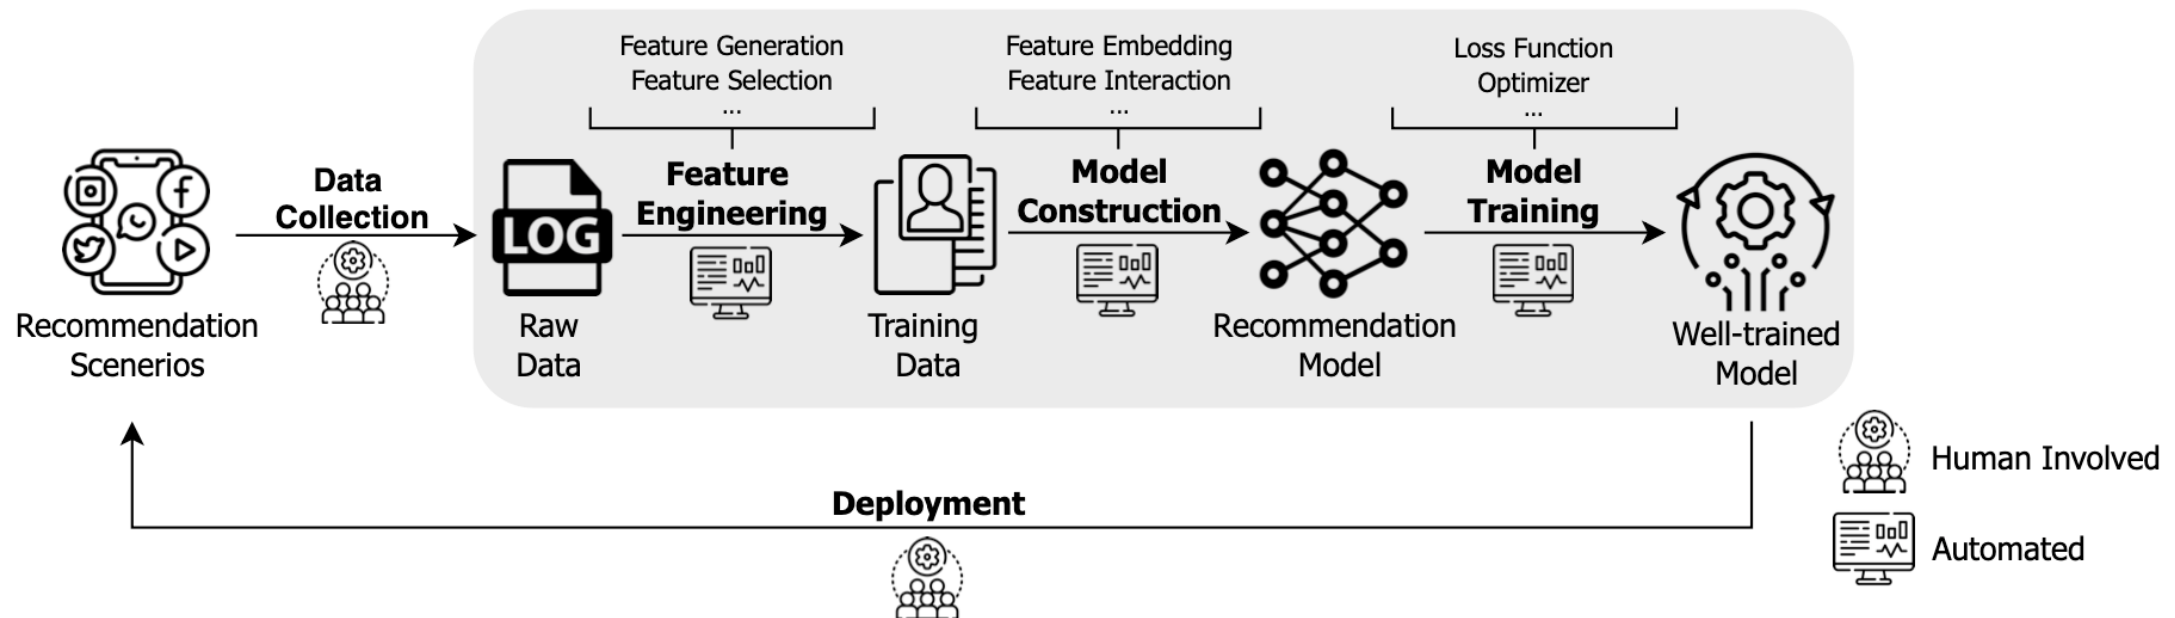 Feature Generation
Feature Selection
...
Feature Embedding
Feature Interaction
...
Loss Function
Optimizer
...
Data
Collection
Feature
Engineering
Model
Construction
Model
Training
LOG
Recommendation
Scenerios
Raw
Data
Training
Data
Recommendation
Model
Well-trained
Model
Deployment
Human Involved
Automated